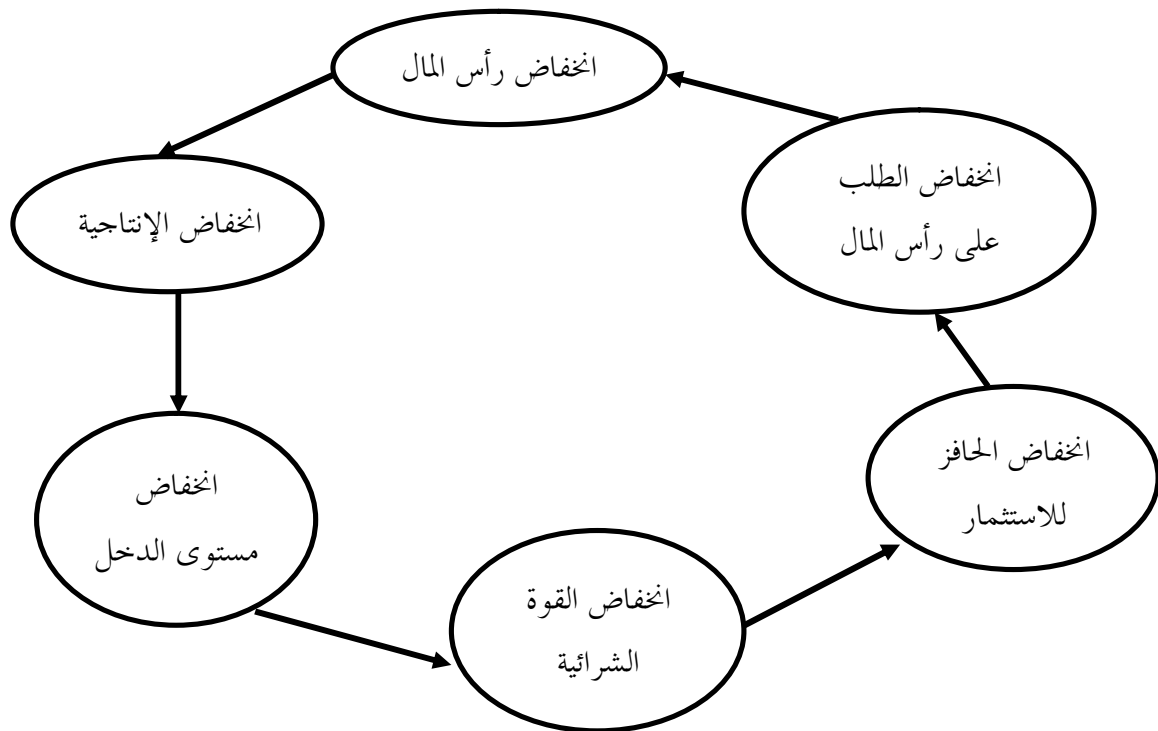 انخفاض رأس المال
انخفاض الطلب
على رأس المال
انخفاض الإنتاجية
انخفاض الحافز
للاستثمار
انخفاض
مستوى الدخل
انخفاض القوة
الشرائية